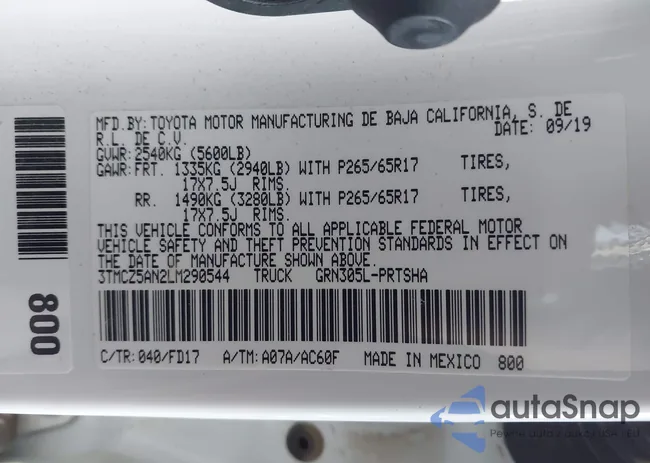 MFD.BY:TOYOTA MOTOR MANUFACTURING DE BAJA CALIFORNIA, S. DE
R.L. DE C.V. DATE: 09/19
GVWR:2540KG (5600LB)
GAWR:FRT. 1335KG (2940LB) WITH P265/65R17 TIRES,
17X7.5J RIMS.
RR. 1490KG (3280LB) WITH P265/65R17 TIRES,
17X7.5J RIMS.
THIS VEHICLE CONFORMS TO ALL APPLICABLE FEDERAL MOTOR
VEHICLE SAFETY AND THEFT PREVENTION STANDARDS IN EFFECT ON
THE DATE OF MANUFACTURE SHOWN ABOVE.
3TMCZ5AN2LM290544 TRUCK GRN305L-PRTSHA
C/TR:040/FD17 A/TM:A07A/AC60F MADE IN MEXICO 800
800
autaSnap